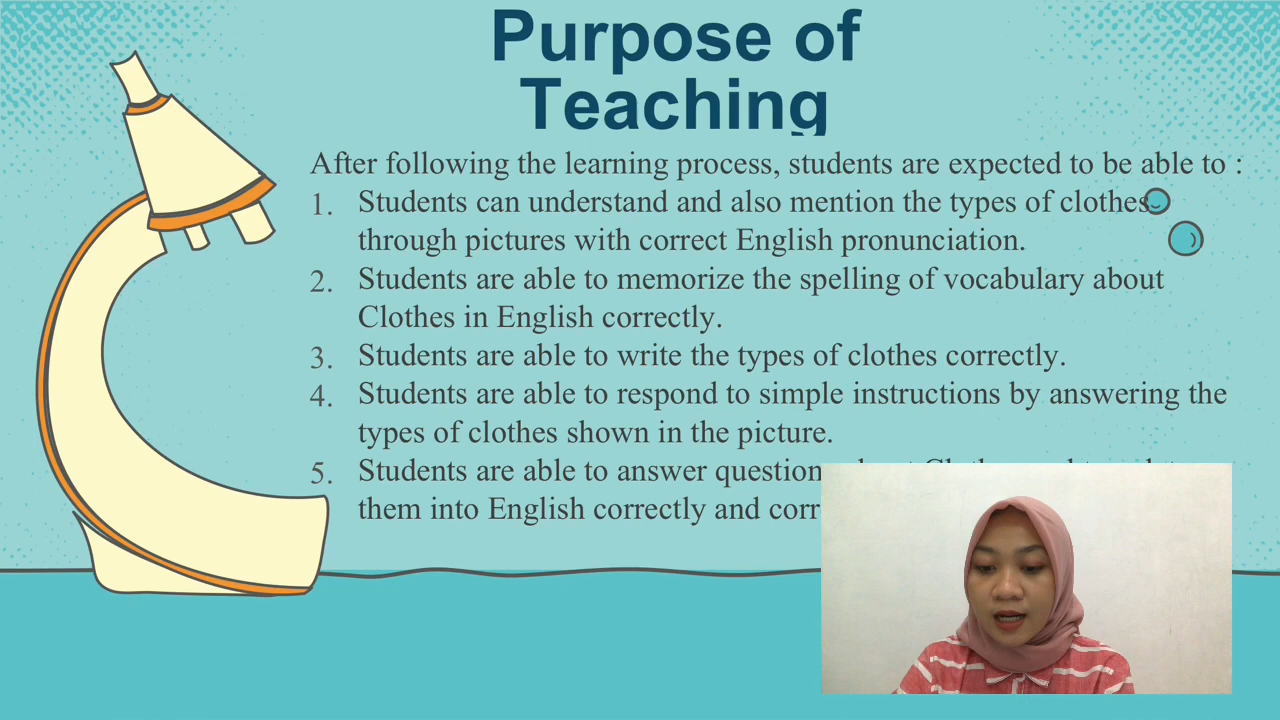 Purpose of
Teaching
After following the learning process, students are expected to be able to :
1. Students can understand and also mention the types of clothes
through pictures with correct English pronunciation.
2. Students are able to memorize the spelling of vocabulary about
Clothes in English correctly.
3. Students are able to write the types of clothes correctly.
4. Students are able to respond to simple instructions by answering the
types of clothes shown in the picture.
5. Students are able to answer
them into English correctly and